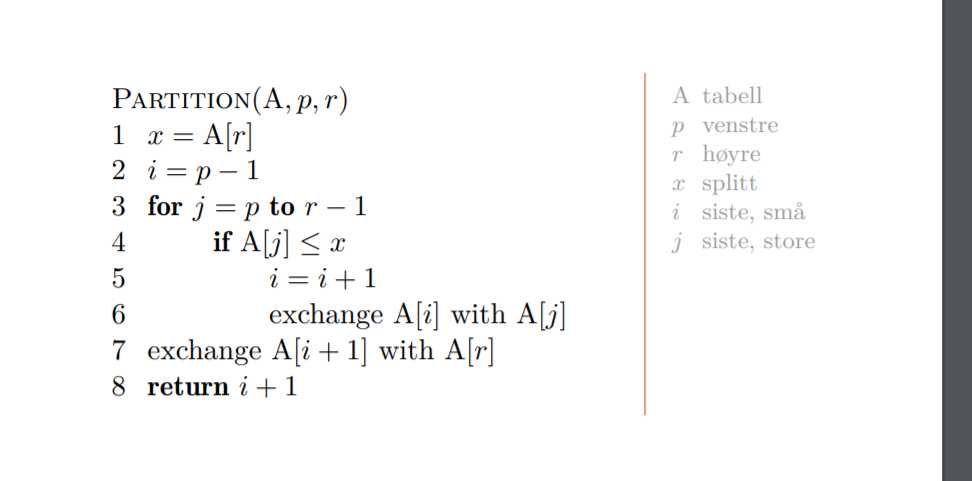 PARTITION(A, p, r)
1 x = A[r]
2 i = p − 1
3 for j = p to r − 1
4 if A[j] ≤ x
5 i = i + 1
6 exchange A[i] with A[j]
7 exchange A[i + 1] with A[r]
8 return i + 1
A tabell
p venstre
r høyre
x splitt
i siste, små
j siste, store